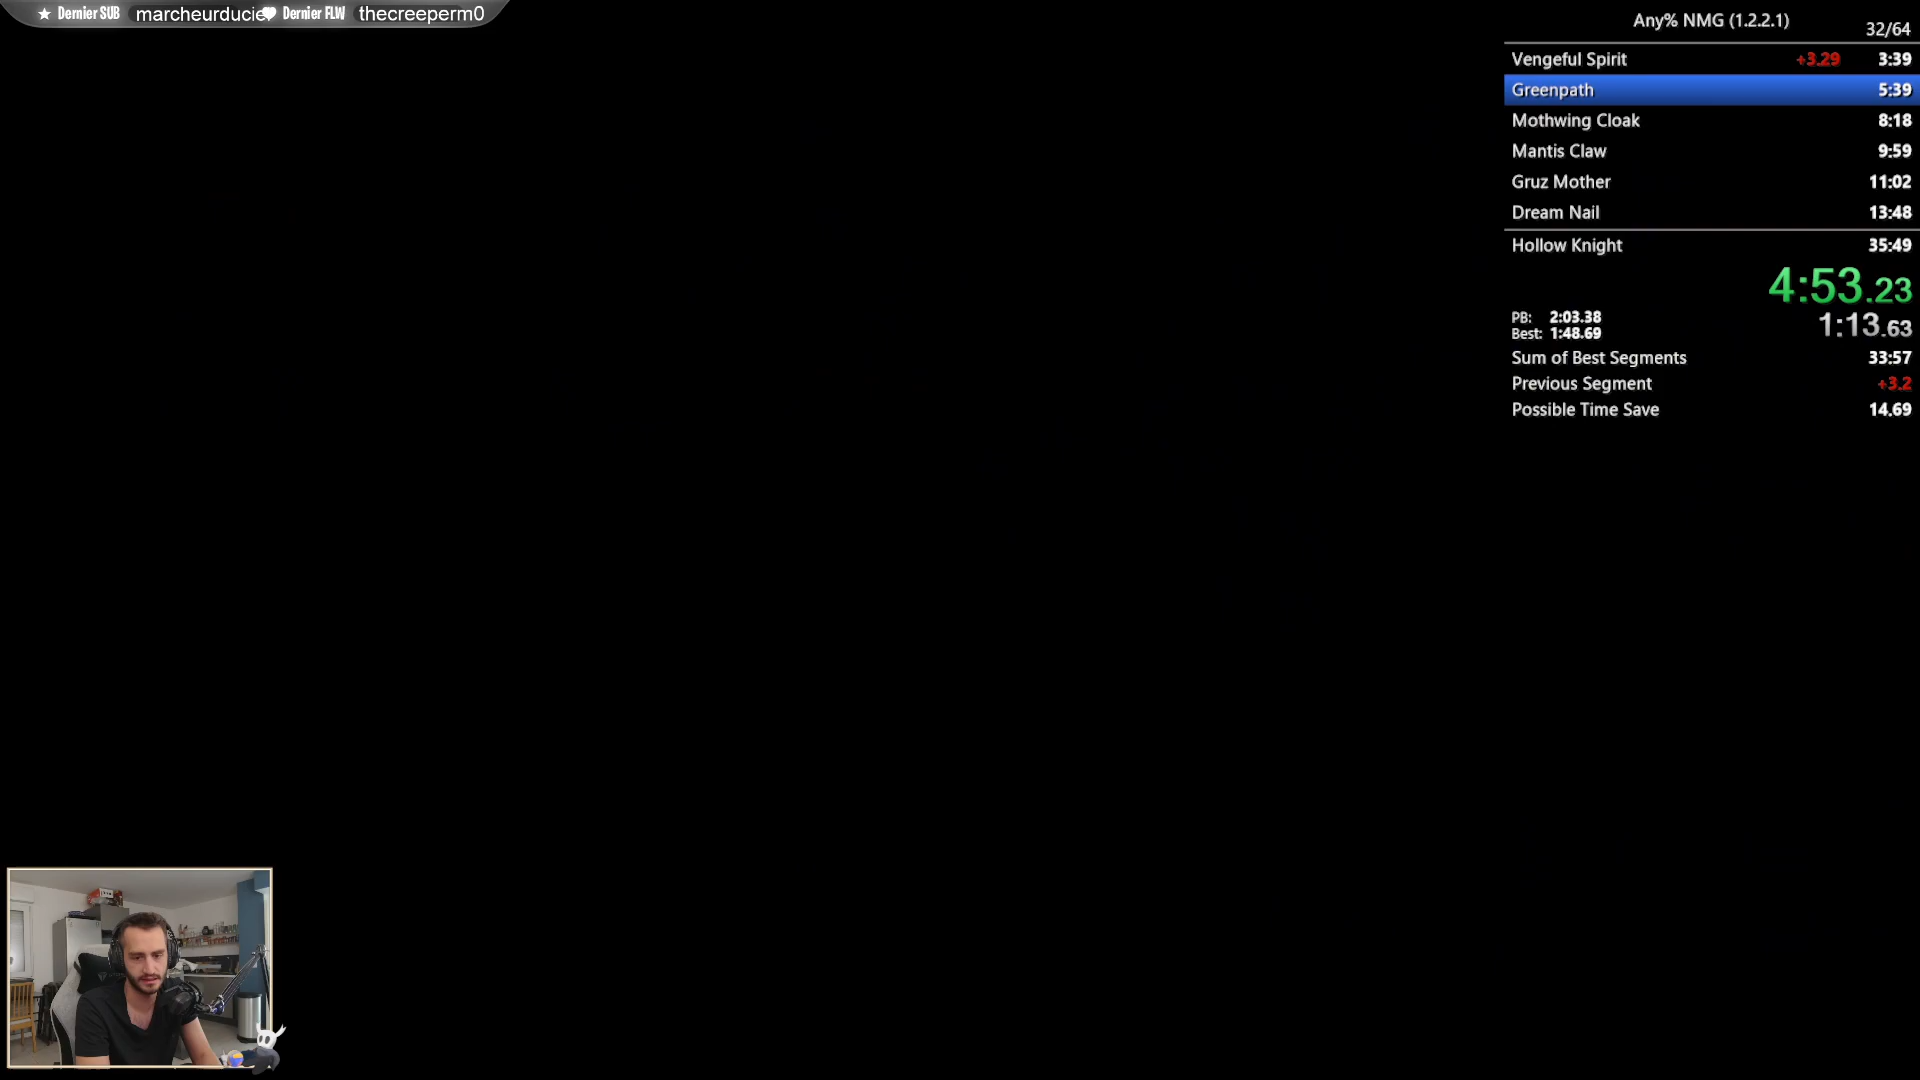 ★ Dernier SUB marcheurducie Dernier FLW thecreeperm0
Any% NMG (1.2.2.1)
32/64
Vengeful Spirit +3.29 3:39
Greenpath 5:39
Mothwing Cloak 8:18
Mantis Claw 9:59
Gruz Mother 11:02
Dream Nail 13:48
Hollow Knight 35:49
4:53.23
PB: 2:03.38
Best: 1:48.69
1:13.63
Sum of Best Segments 33:57
Previous Segment +3.2
Possible Time Save 14.69